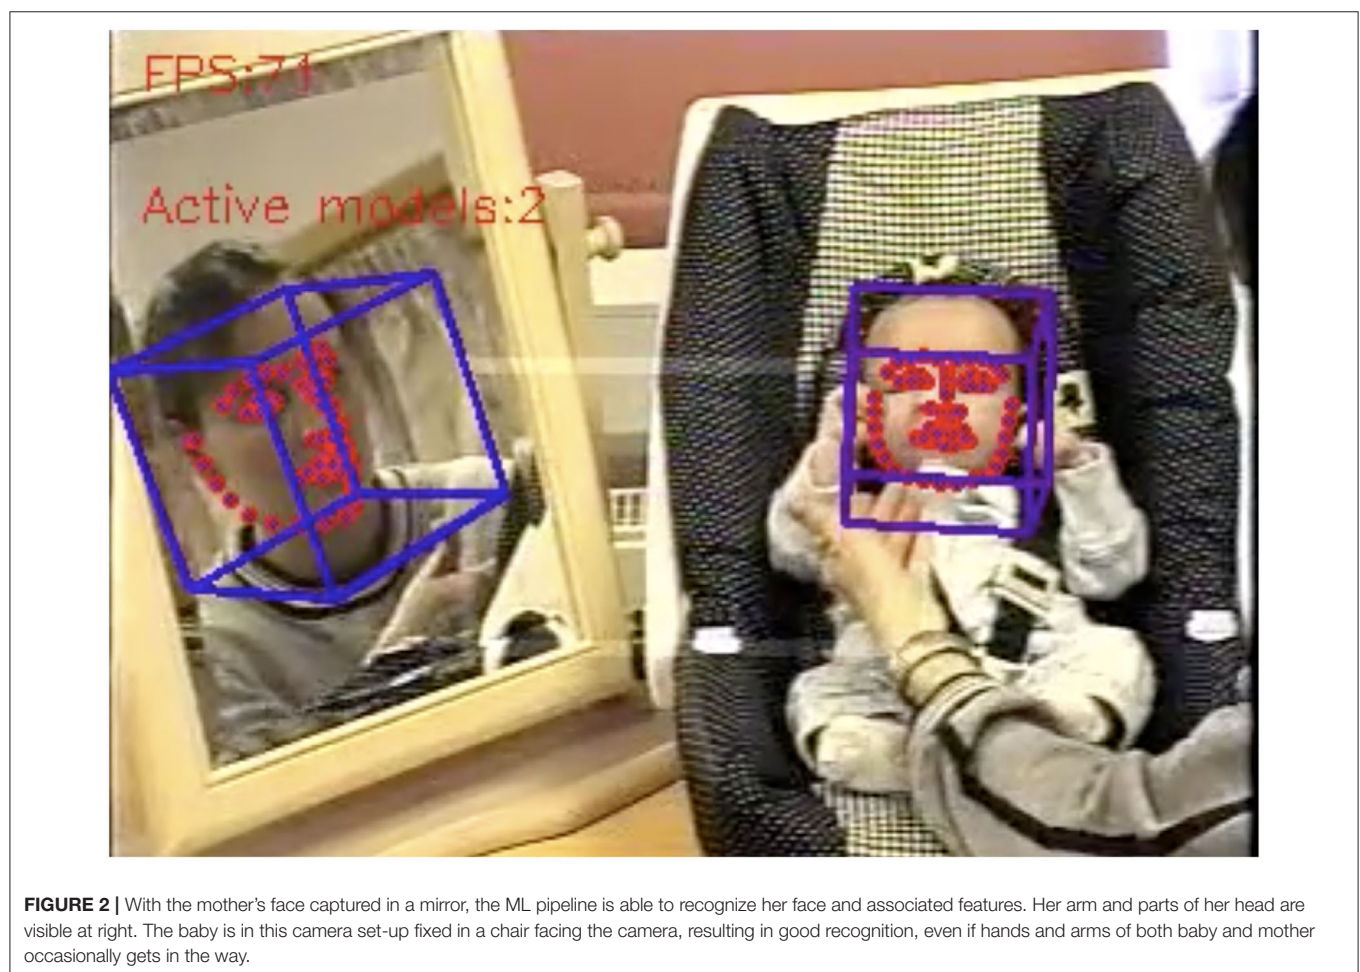 FPS:71
Active models:2
FIGURE 2 | With the mother's face captured in a mirror, the ML pipeline is able to recognize her face and associated features. Her arm and parts of her head are
visible at right. The baby is in this camera set-up fixed in a chair facing the camera, resulting in good recognition, even if hands and arms of both baby and mother
occasionally gets in the way.